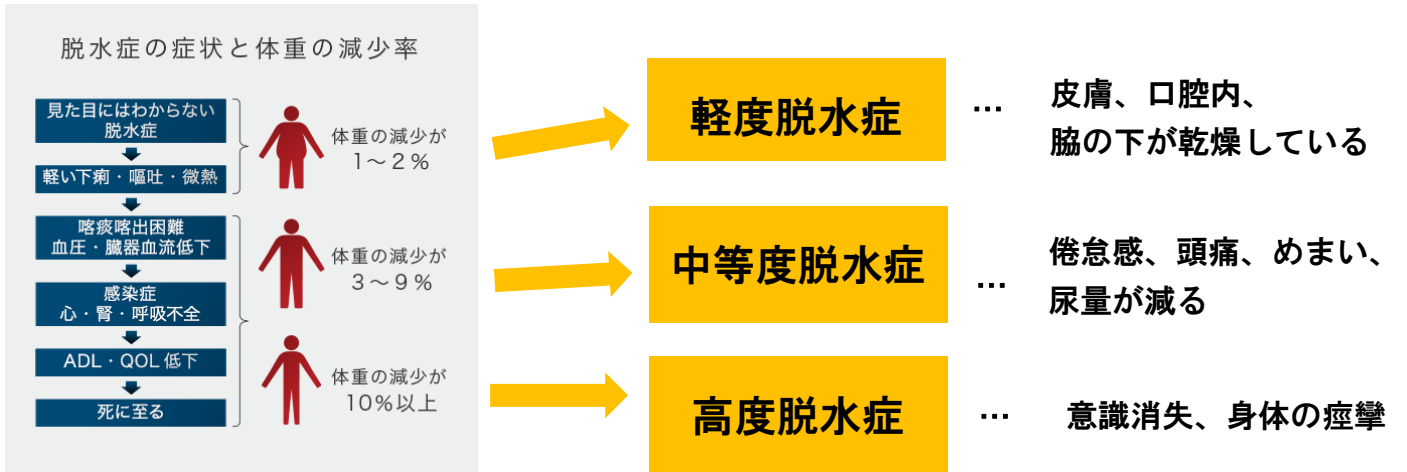 脱水症の症状と体重の減少率
見た目にはわからない
脱水症
軽い下痢・嘔吐・微熱
喀痰喀出困難
血圧・臓器血流低下
感染症
心・腎・呼吸不全
ADL・QOL 低下
死に至る
体重の減少が
1〜2%
体重の減少が
3〜9%
体重の減少が
10%以上
軽度脱水症
…
皮膚、口腔内、
脇の下が乾燥している
中等度脱水症
…
倦怠感、頭痛、めまい、
尿量が減る
高度脱水症
…
意識消失、身体の痙攣